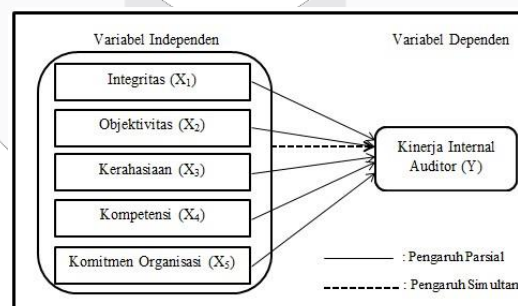 Variabel Independen
Variabel Dependen
Integritas (X₁)
Objektivitas (X₂)
Kerahasiaan (X₃)
Kompetensi (X₄)
Komitmen Organisasi (X₅)
Kinerja Internal
Auditor (Y)
: Pengaruh Parsial
: Pengaruh Simultan